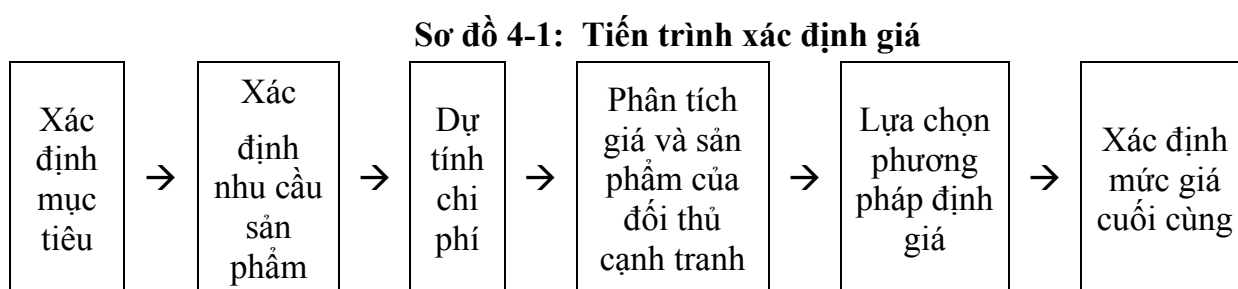 Sơ đồ 4-1: Tiến trình xác định giá
Xác
định
mục
tiêu
→
Xác
định
nhu cầu
sản
phẩm
→
Dự
tính
chi
phí
→
Phân tích
giá và sản
phẩm của
đối thủ
cạnh tranh
→
Lựa chọn
phương
pháp định
giá
→
Xác định
mức giá
cuối cùng